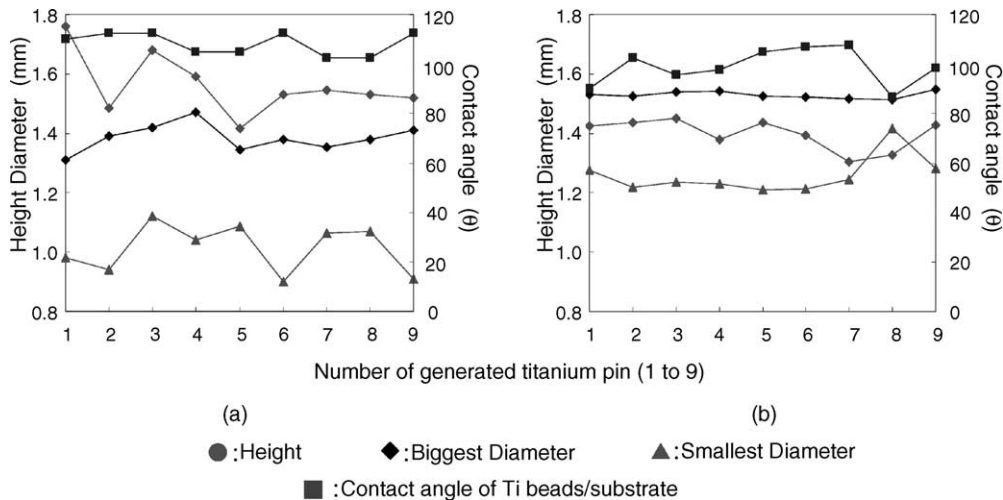 1.8
1.6
1.4
1.2
1.0
0.8
Height Diameter (mm)
120
100
80
60
40
20
0
Contact angle (θ)
1 2 3 4 5 6 7 8 9
1.8
1.6
1.4
1.2
1.0
0.8
Height Diameter (mm)
120
100
80
60
40
20
0
Contact angle (θ)
1 2 3 4 5 6 7 8 9
Number of generated titanium pin (1 to 9)
(a) (b)
:Height :Biggest Diameter :Smallest Diameter
:Contact angle of Ti beads/substrate